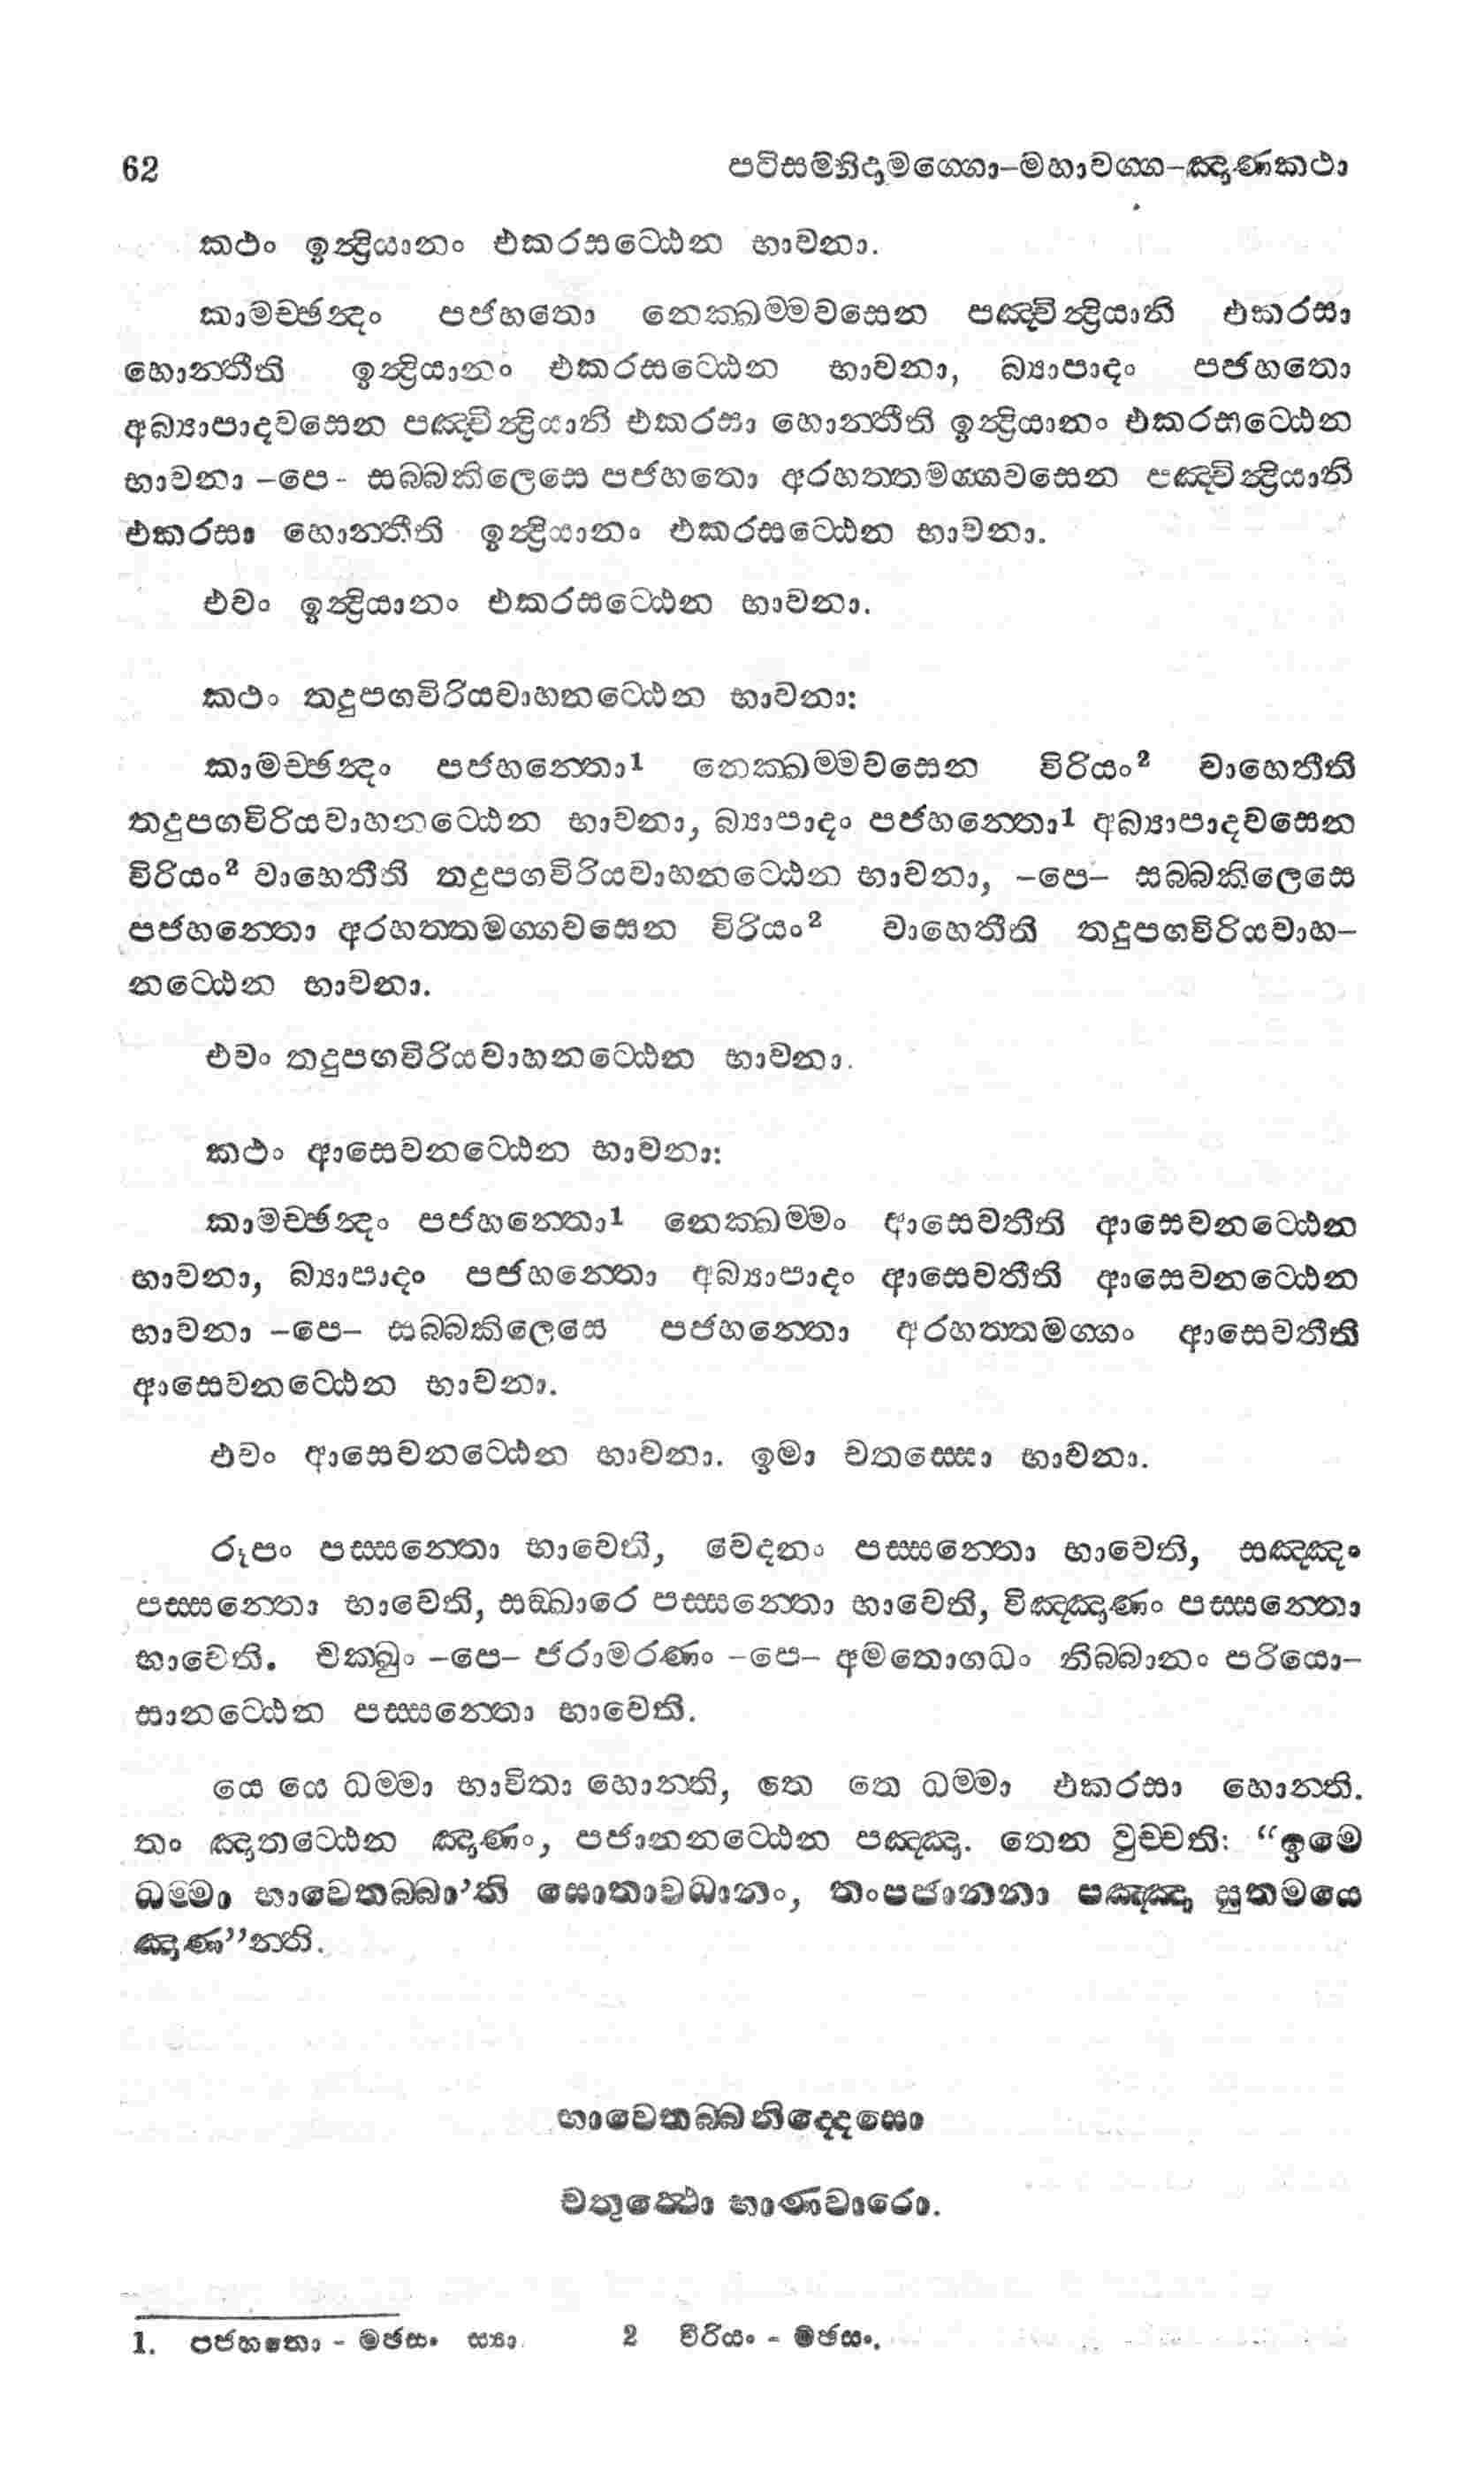 62 පටිසම්භිදාමග්ගො–මහාවග්ග–ඤාණකථා
කථං ඉන්‍ද්‍රියානං එකරසට්ඨෙන භාවනා.
කාමච්ඡන්‍දං පජහතො නෙක්ඛම්මවසෙන පඤ්චින්‍ද්‍රියානි එකරසා
හොන්තීති ඉන්‍ද්‍රියානං එකරසට්ඨෙන භාවනා, බ්‍යාපාදං පජහතො
අබ්‍යාපාදවසෙන පඤ්චින්‍ද්‍රියානි එකරසා හොන්තීති ඉන්‍ද්‍රියානං එකරසට්ඨෙන
භාවනා –පෙ- සබ්බකිලෙසෙ පජහතො අරහත්තමග්ගවසෙන පඤ්චින්‍ද්‍රියානි
එකරසා හොන්තීති ඉන්‍ද්‍රියානං එකරසට්ඨෙන භාවනා.
එවං ඉන්‍ද්‍රියානං එකරසට්ඨෙන භාවනා.
කථං තදුපගවිරියවාහනට්ඨෙන භාවනා:
කාමච්ඡන්‍දං පජහන්තො1 නෙක්ඛම්මවසෙන විරියං2 වාහෙතීති
තදුපගවිරියවාහනට්ඨෙන භාවනා, බ්‍යාපාදං පජහන්තො1 අබ්‍යාපාදවසෙන
විරියං2 වාහෙතීති තදුපගවිරියවාහනට්ඨෙන භාවනා, –පෙ– සබ්බකිලෙසෙ
පජහන්තො අරහත්තමග්ගවසෙන විරියං2 වාහෙතීති තදුපගවිරියවාහ–
නට්ඨෙන භාවනා.
එවං තදුපගවිරියවාහනට්ඨෙන භාවනා.
කථං ආසෙවනට්ඨෙන භාවනා:
කාමච්ඡන්‍දං පජහන්තො1 නෙක්ඛම්මං ආසෙවතීති ආසෙවනට්ඨෙන
භාවනා, බ්‍යාපාදං පජහන්තො අබ්‍යාපාදං ආසෙවතීති ආසෙවනට්ඨෙන
භාවනා –පෙ– සබ්බකිලෙසෙ පජහන්තො අරහත්තමග්ගං ආසෙවතීති
ආසෙවනට්ඨෙන භාවනා.
එවං ආසෙවනට්ඨෙන භාවනා. ඉමා චතස්සො භාවනා.
රූපං පස්සන්තො භාවෙති, වෙදනං පස්සන්තො භාවෙති, සඤ්ඤං
පස්සන්තො භාවෙති, සඞ්ඛාරෙ පස්සන්තො භාවෙති, විඤ්ඤාණං පස්සන්තො
භාවෙති. චක්ඛුං –පෙ– ජරාමරණං –පෙ– අමතොගධං නිබ්බානං පරියො–
සානට්ඨෙන පස්සන්තො භාවෙති.
යෙ යෙ ධම්මා භාවිතා හොන්ති, තෙ තෙ ධම්මා එකරසා හොන්ති.
තං ඤාතට්ඨෙන ඤාණං, පජානනට්ඨෙන පඤ්ඤා. තෙන වුච්චති: “ඉමෙ
ධම්මා භාවෙතබ්බා’ති සොතාවධානං, තංපජානනා පඤ්ඤා සුතමයෙ
ඤාණ”න්ති.
භාවෙතබ්බනිද්දෙසො
චතුත්ථො භාණවාරො.
1. පජහතො - මජසං ස්‍යා. 2 වීරියං - මජසං.